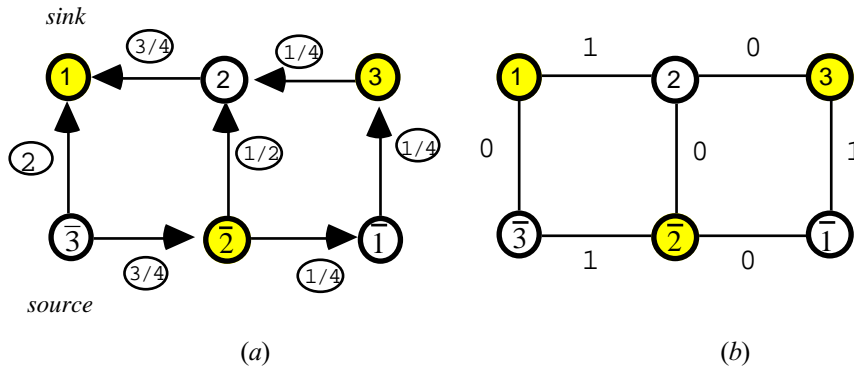 sink
3/4 1/4 1 0
1 2 3 1 2 3
2 1/2 1/4 0 0 1
3̅ 2̅ 1̅ 3̅ 2̅ 1̅
3/4 1/4 1 0
source
(a) (b)